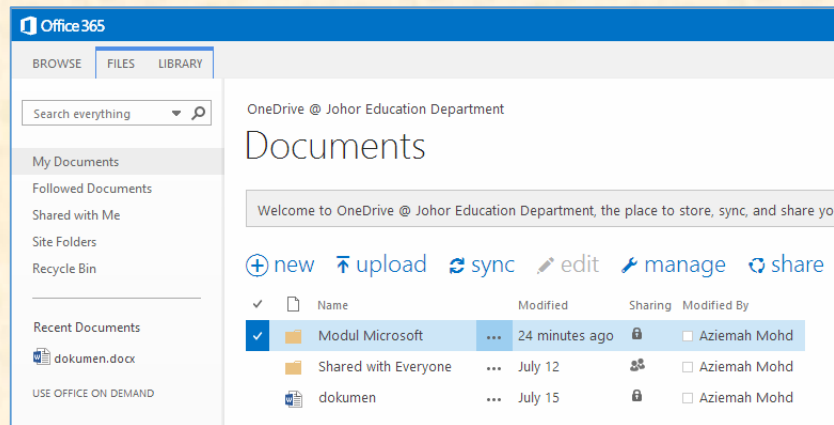 Office 365
BROWSE FILES LIBRARY
Search everything
My Documents
Followed Documents
Shared with Me
Site Folders
Recycle Bin
Recent Documents
dokumen.docx
USE OFFICE ON DEMAND
OneDrive @ Johor Education Department
Documents
Welcome to OneDrive @ Johor Education Department, the place to store, sync, and share yo
new upload sync edit manage share
Name Modified Sharing Modified By
Modul Microsoft ... 24 minutes ago Aziemah Mohd
Shared with Everyone ... July 12 Aziemah Mohd
dokumen ... July 15 Aziemah Mohd